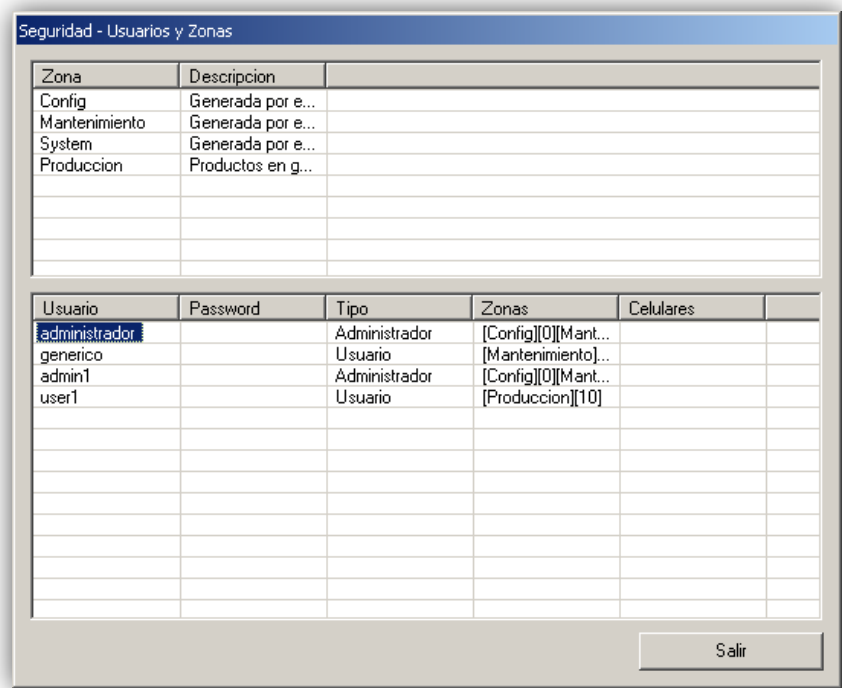 Seguridad - Usuarios y Zonas
Zona Descripcion
Config Generada por e...
Mantenimiento Generada por e...
System Generada por e...
Produccion Productos en g...
Usuario Password Tipo Zonas Celulares
administrador Administrador [Config][0][Mant...
generico Usuario [Mantenimiento]...
admin1 Administrador [Config][0][Mant...
user1 Usuario [Produccion][10]
Salir